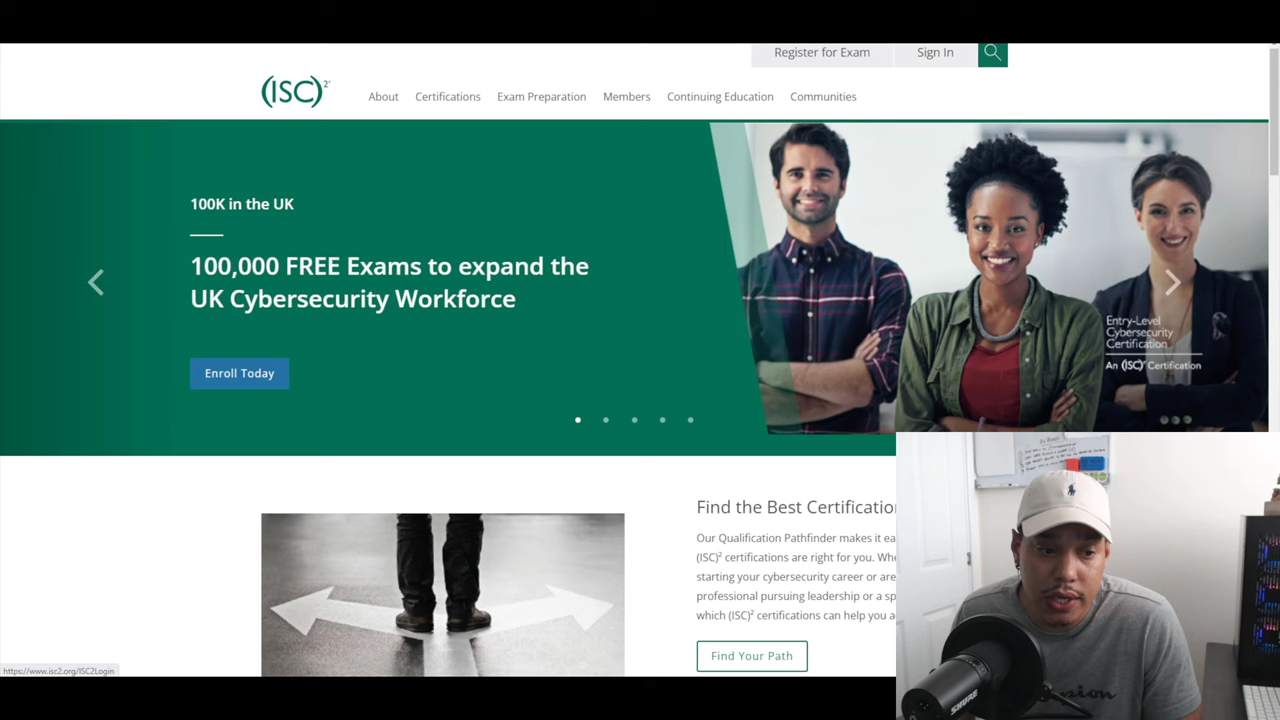 Register for Exam
Sign In
(ISC)²®
About
Certifications
Exam Preparation
Members
Continuing Education
Communities
100K in the UK
100,000 FREE Exams to expand the
UK Cybersecurity Workforce
Enroll Today
Entry-Level
Cybersecurity
Certification
An (ISC)² Certification
Find the Best Certification
Our Qualification Pathfinder makes it ea
(ISC)² certifications are right for you. Whe
starting your cybersecurity career or are
professional pursuing leadership or a sp
which (ISC)² certifications can help you a
Find Your Path
https://www.isc2.org/ISC2Login
SHURE